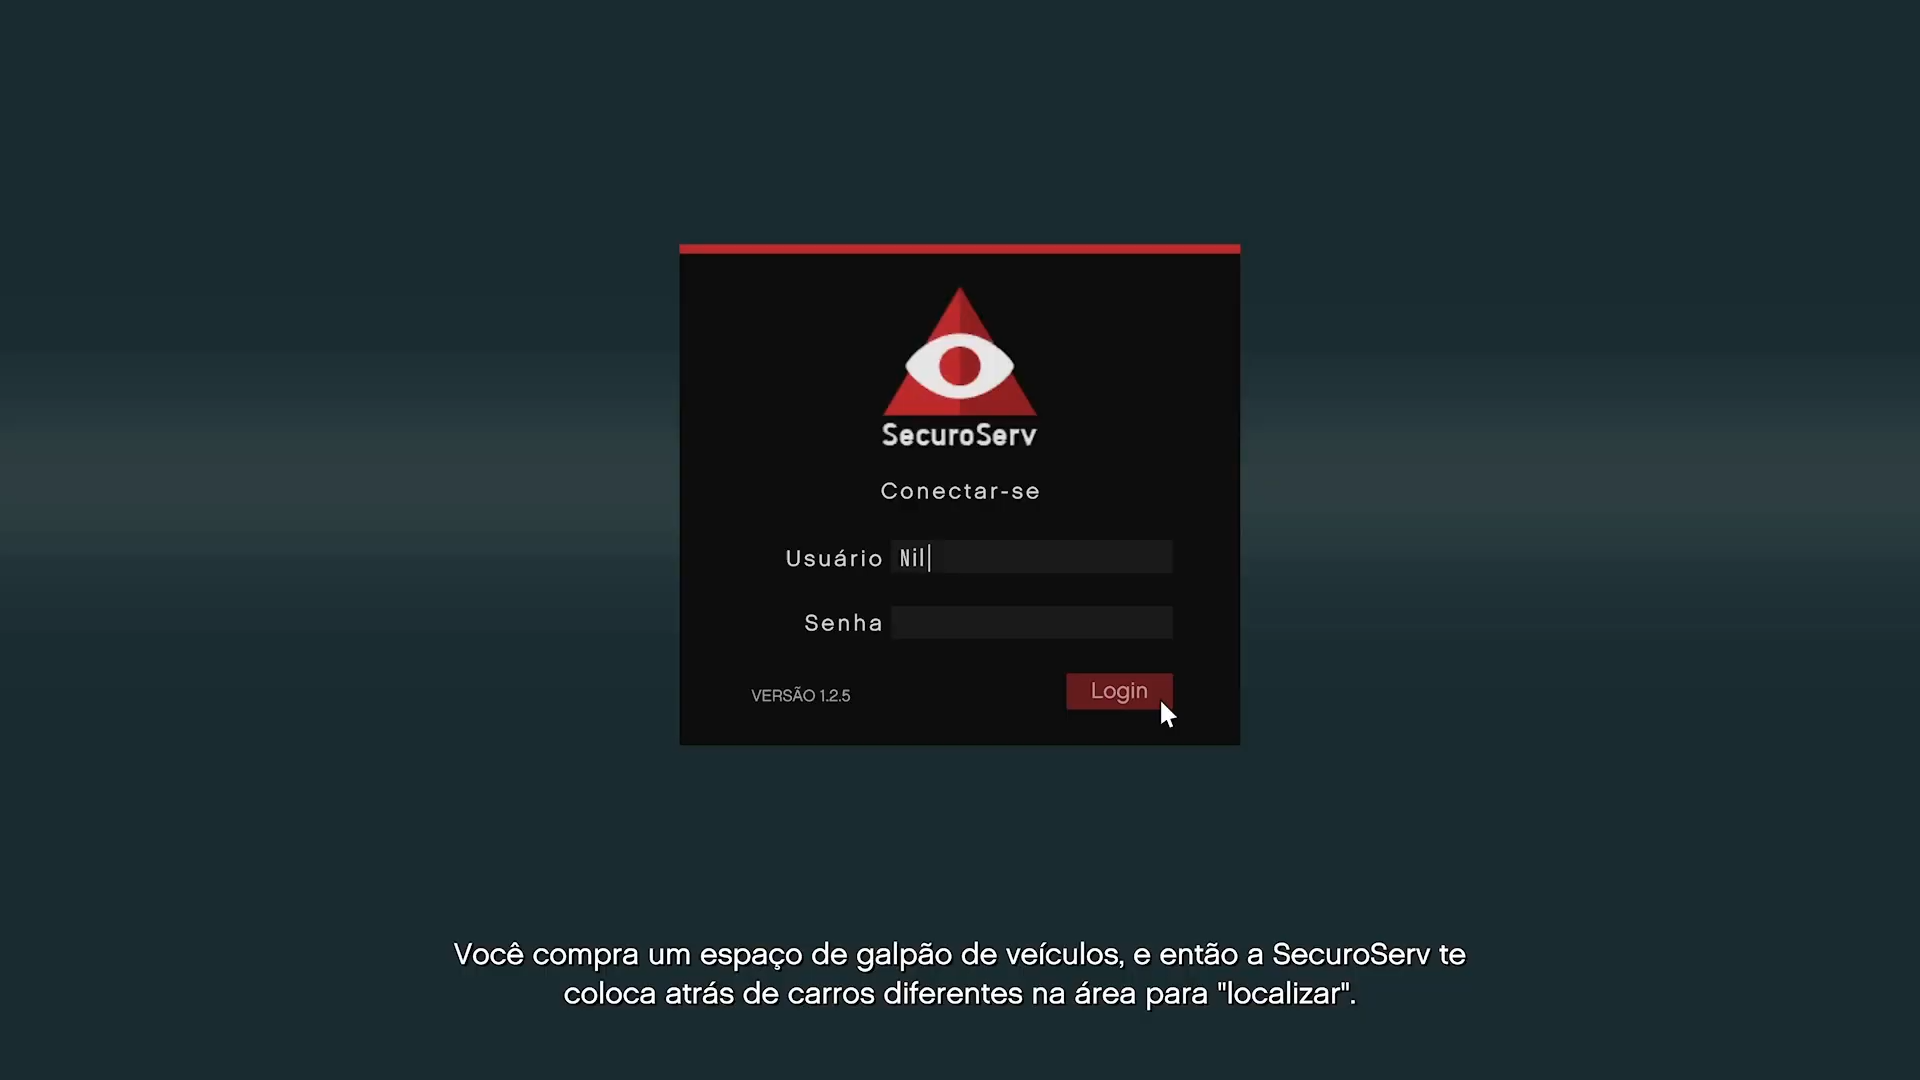 SecuroServ
Conectar-se
Usuário Nil
Senha
VERSÃO 1.2.5 Login
Você compra um espaço de galpão de veículos, e então a SecuroServ te
coloca atrás de carros diferentes na área para "localizar".